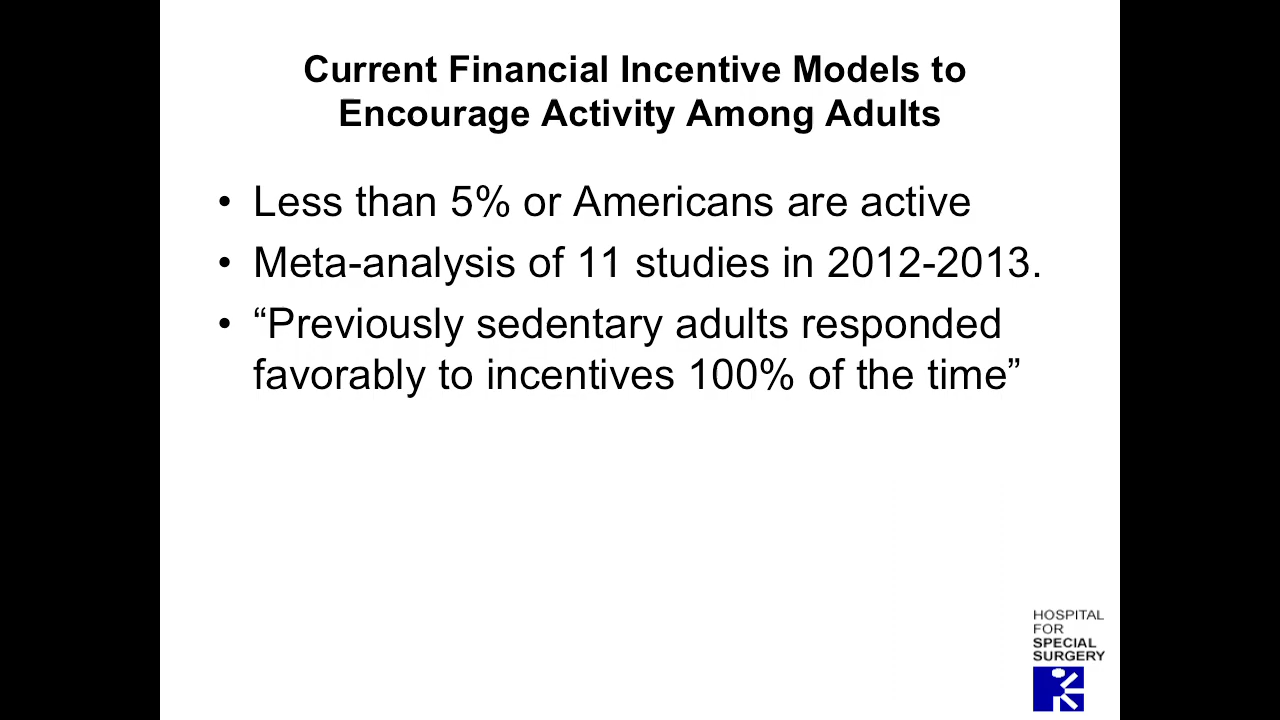 Current Financial Incentive Models to
Encourage Activity Among Adults
• Less than 5% or Americans are active
• Meta-analysis of 11 studies in 2012-2013.
• “Previously sedentary adults responded
favorably to incentives 100% of the time”
HOSPITAL
FOR
SPECIAL
SURGERY